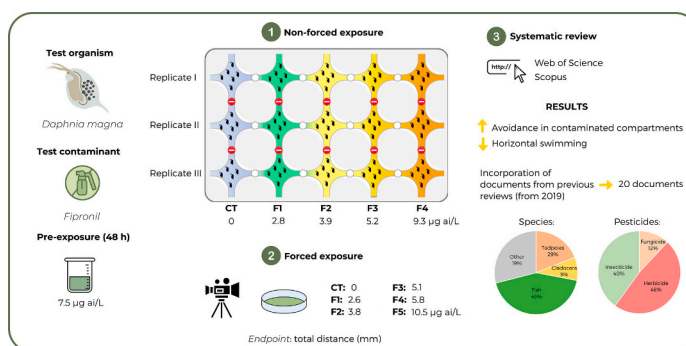 1 Non-forced exposure
Test organism
Daphnia magna
Test contaminant
Fipronil
Pre-exposure (48 h)
7.5 µg ai/L
Replicate I
Replicate II
Replicate III
CT F1 F2 F3 F4
0 2.8 3.9 5.2 9.3 µg ai/L
2 Forced exposure
CT: 0 F3: 5.1
F1: 2.6 F4: 5.8
F2: 3.8 F5: 10.5 µg ai/L
Endpoint: total distance (mm)
3 Systematic review
http://
Web of Science
Scopus
RESULTS
Avoidance in contaminated compartments
Horizontal swimming
Incorporation of
documents from previous
reviews (from 2019)
20 documents
Species:
Other
19%
Tadpoles
Cladocera
9%
Fish
Pesticides:
Fungicide
12%
Insecticide
40%
Herbicide
48%